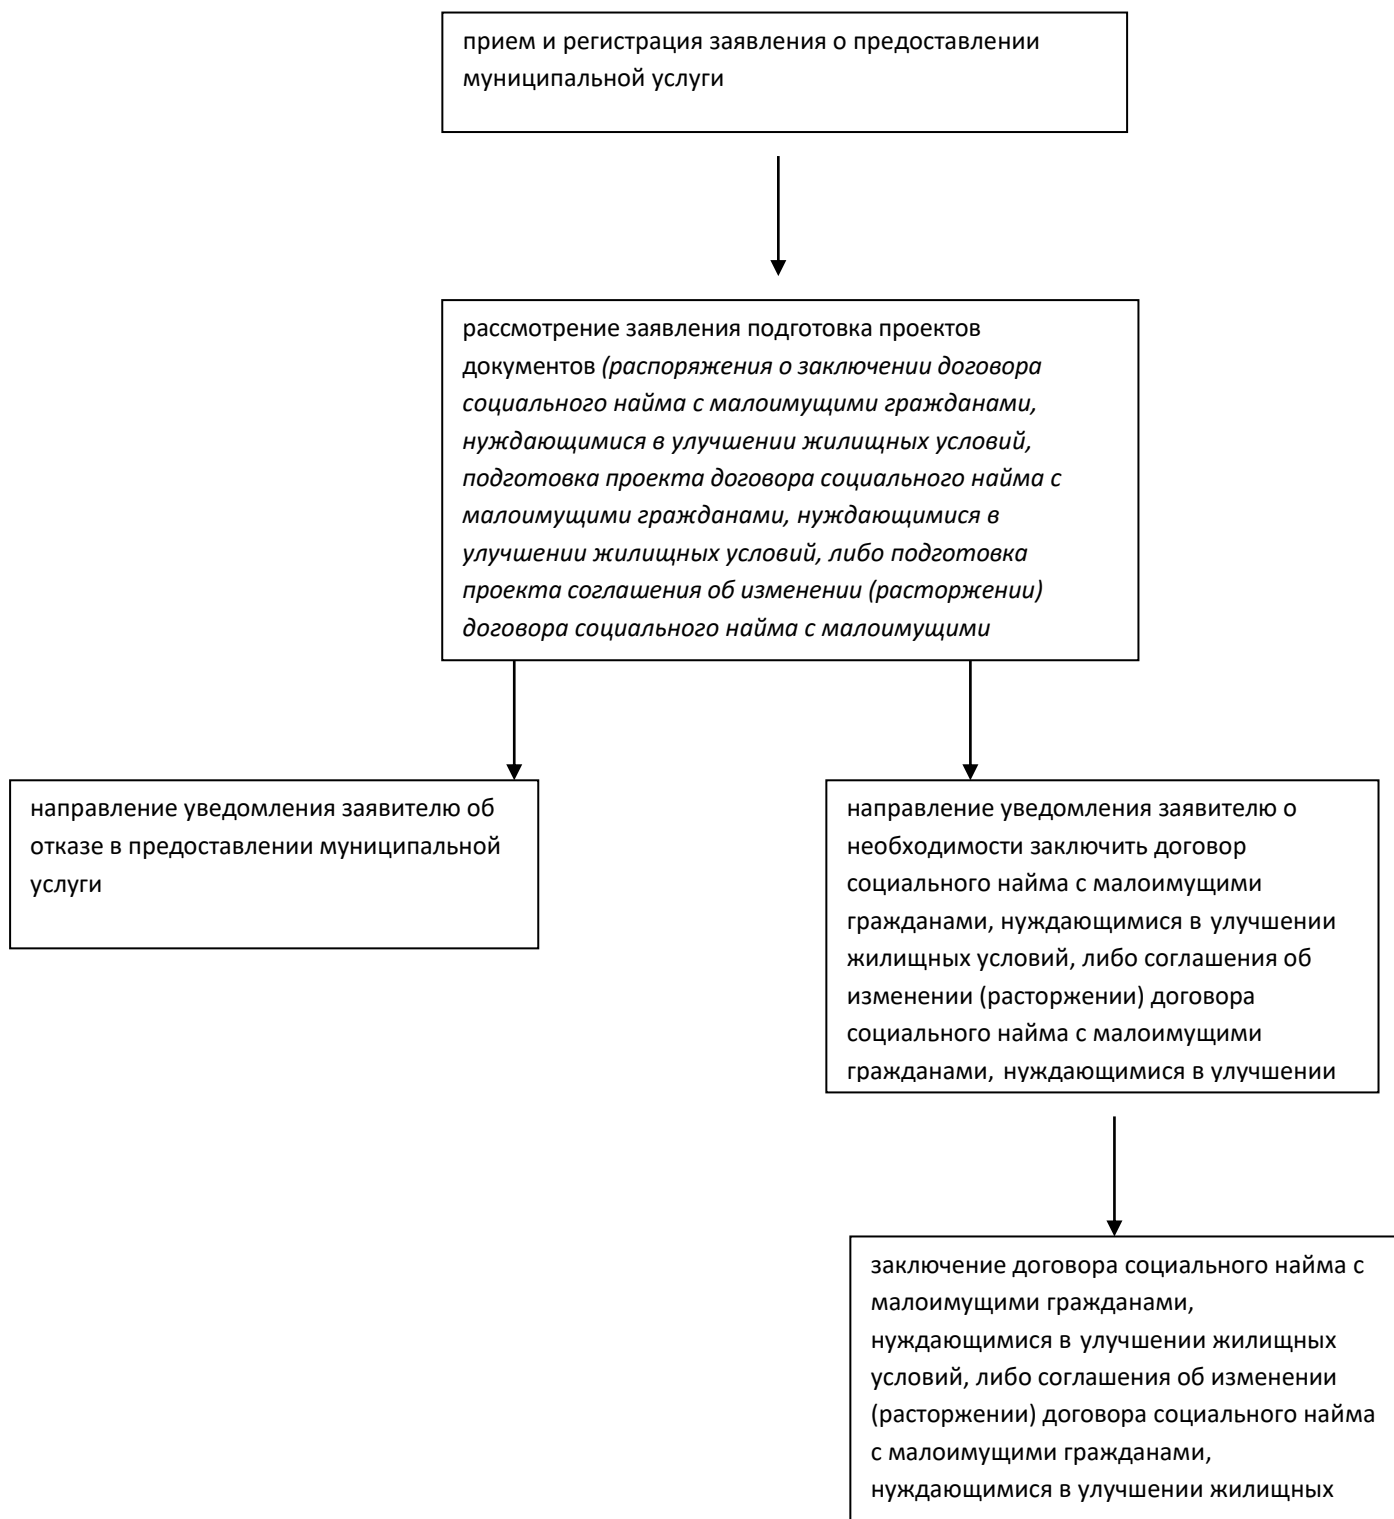 прием и регистрация заявления о предоставлении
муниципальной услуги
рассмотрение заявления подготовка проектов
документов (распоряжения о заключении договора
социального найма с малоимущими гражданами,
нуждающимися в улучшении жилищных условий,
подготовка проекта договора социального найма с
малоимущими гражданами, нуждающимися в
улучшении жилищных условий, либо подготовка
проекта соглашения об изменении (расторжении)
договора социального найма с малоимущими
направление уведомления заявителю об
отказе в предоставлении муниципальной
услуги
направление уведомления заявителю о
необходимости заключить договор
социального найма с малоимущими
гражданами, нуждающимися в улучшении
жилищных условий, либо соглашения об
изменении (расторжении) договора
социального найма с малоимущими
гражданами, нуждающимися в улучшении
заключение договора социального найма с
малоимущими гражданами,
нуждающимися в улучшении жилищных
условий, либо соглашения об изменении
(расторжении) договора социального найма
с малоимущими гражданами,
нуждающимися в улучшении жилищных